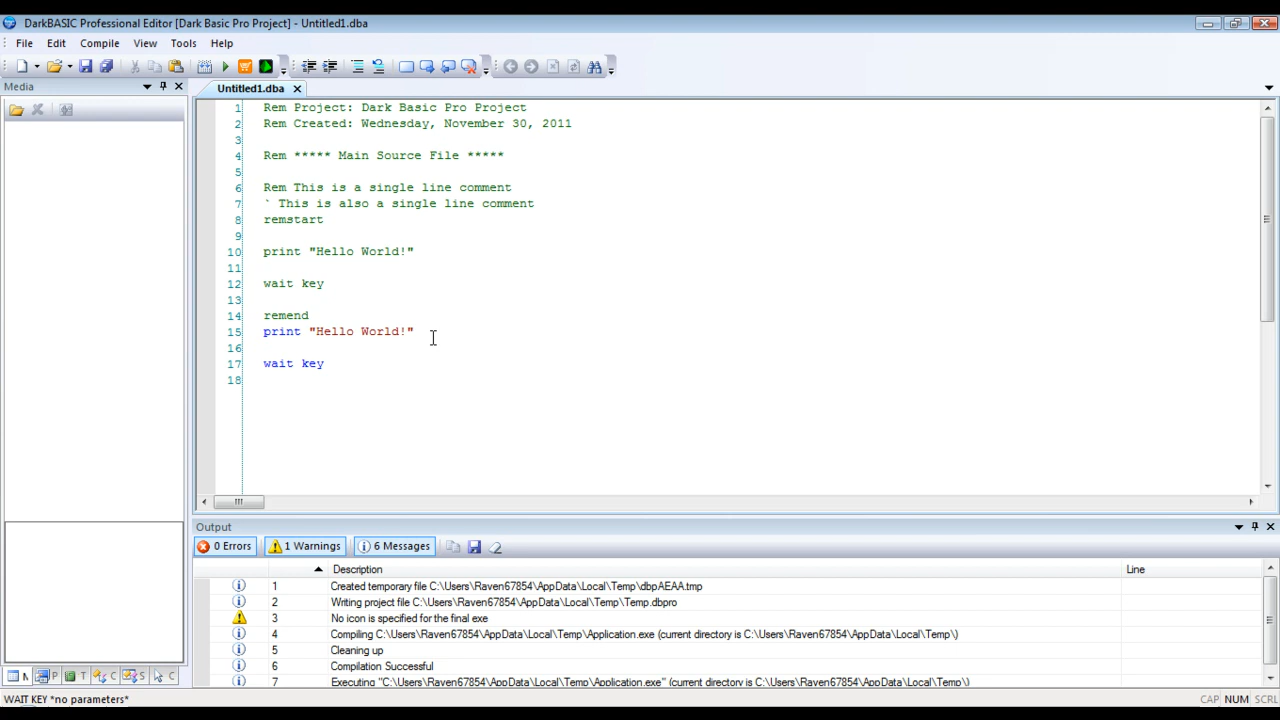 DarkBASIC Professional Editor [Dark Basic Pro Project] - Untitled1.dba
File Edit Compile View Tools Help
Media
Untitled1.dba
1 Rem Project: Dark Basic Pro Project
2 Rem Created: Wednesday, November 30, 2011
3
4 Rem ***** Main Source File *****
5
6 Rem This is a single line comment
7 ` This is also a single line comment
8 remstart
9
10 print "Hello World!"
11
12 wait key
13
14 remend
15 print "Hello World!"
16
17 wait key
18
Output
0 Errors 1 Warnings 6 Messages
Description Line
1 Created temporary file C:\Users\Raven67854\AppData\Local\Temp\dbpAEAA.tmp
2 Writing project file C:\Users\Raven67854\AppData\Local\Temp\Temp.dbpro
3 No icon is specified for the final exe
4 Compiling C:\Users\Raven67854\AppData\Local\Temp\Application.exe (current directory is C:\Users\Raven67854\AppData\Local\Temp\)
5 Cleaning up
6 Compilation Successful
7 Executing "C:\Users\Raven67854\AppData\Local\Temp\Application.exe" (current directory is C:\Users\Raven67854\AppData\Local\Temp\)
P T C S C
WAIT KEY *no parameters* CAP NUM SCRL